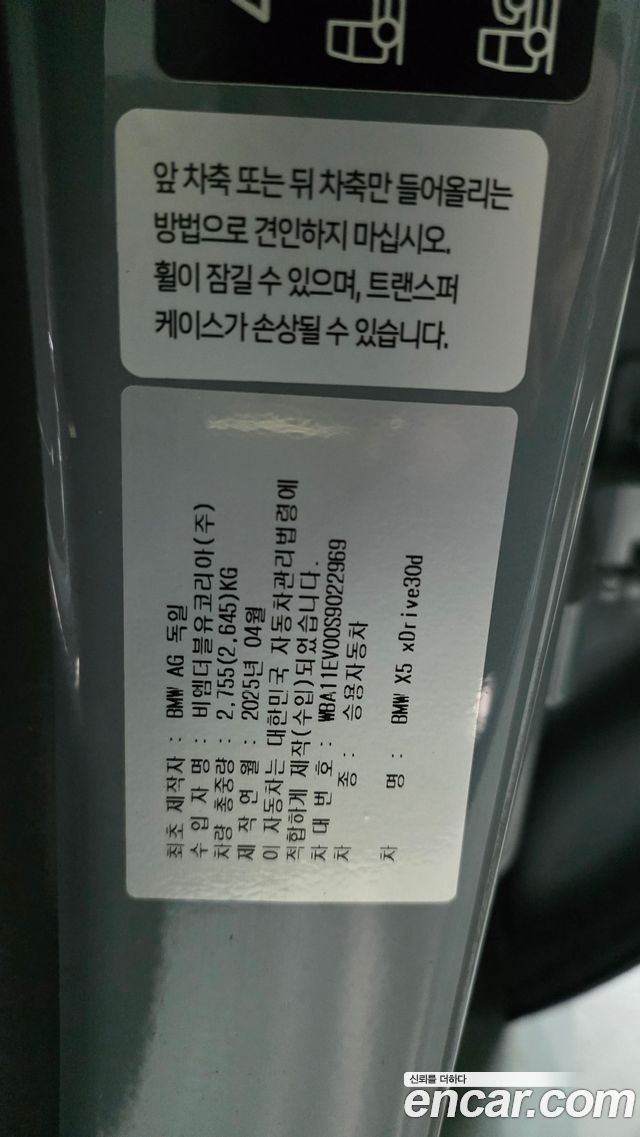 앞 차축 또는 뒤 차축만 들어올리는
방법으로 견인하지 마십시오.
휠이 잠길 수 있으며, 트랜스퍼
케이스가 손상될 수 있습니다.
최초 제작자 : BMW AG 독일
수 입 자 명 : 비엠더블유코리아(주)
차량 총중량 : 2,755(2,645)KG
제 작 연 월 : 2025년 04월
이 자동차는 대한민국 자동차관리법령에
적합하게 제작(수입)되었습니다.
차 대 번 호 : WBA11EV00S9022969
차 종 : 승용자동차
차 명 : BMW X5 xDrive30d
신뢰를 더하다
encar.com